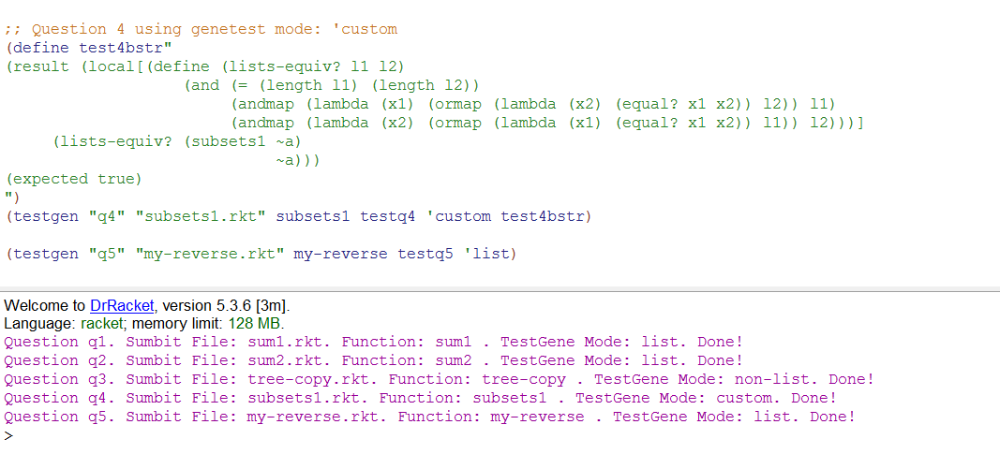 ;; Question 4 using genetest mode: 'custom
(define test4bstr"
(result (local[(define (lists-equiv? l1 l2)
(and (= (length l1) (length l2))
(andmap (lambda (x1) (ormap (lambda (x2) (equal? x1 x2)) l2)) l1)
(andmap (lambda (x2) (ormap (lambda (x1) (equal? x1 x2)) l1)) l2)))]
(lists-equiv? (subsets1 ~a)
~a)))
(expected true)
")
(testgen "q4" "subsets1.rkt" subsets1 testq4 'custom test4bstr)
(testgen "q5" "my-reverse.rkt" my-reverse testq5 'list)
Welcome to DrRacket, version 5.3.6 [3m].
Language: racket; memory limit: 128 MB.
Question q1. Sumbit File: sum1.rkt. Function: sum1 . TestGene Mode: list. Done!
Question q2. Sumbit File: sum2.rkt. Function: sum2 . TestGene Mode: list. Done!
Question q3. Sumbit File: tree-copy.rkt. Function: tree-copy . TestGene Mode: non-list. Done!
Question q4. Sumbit File: subsets1.rkt. Function: subsets1 . TestGene Mode: custom. Done!
Question q5. Sumbit File: my-reverse.rkt. Function: my-reverse . TestGene Mode: list. Done!
>